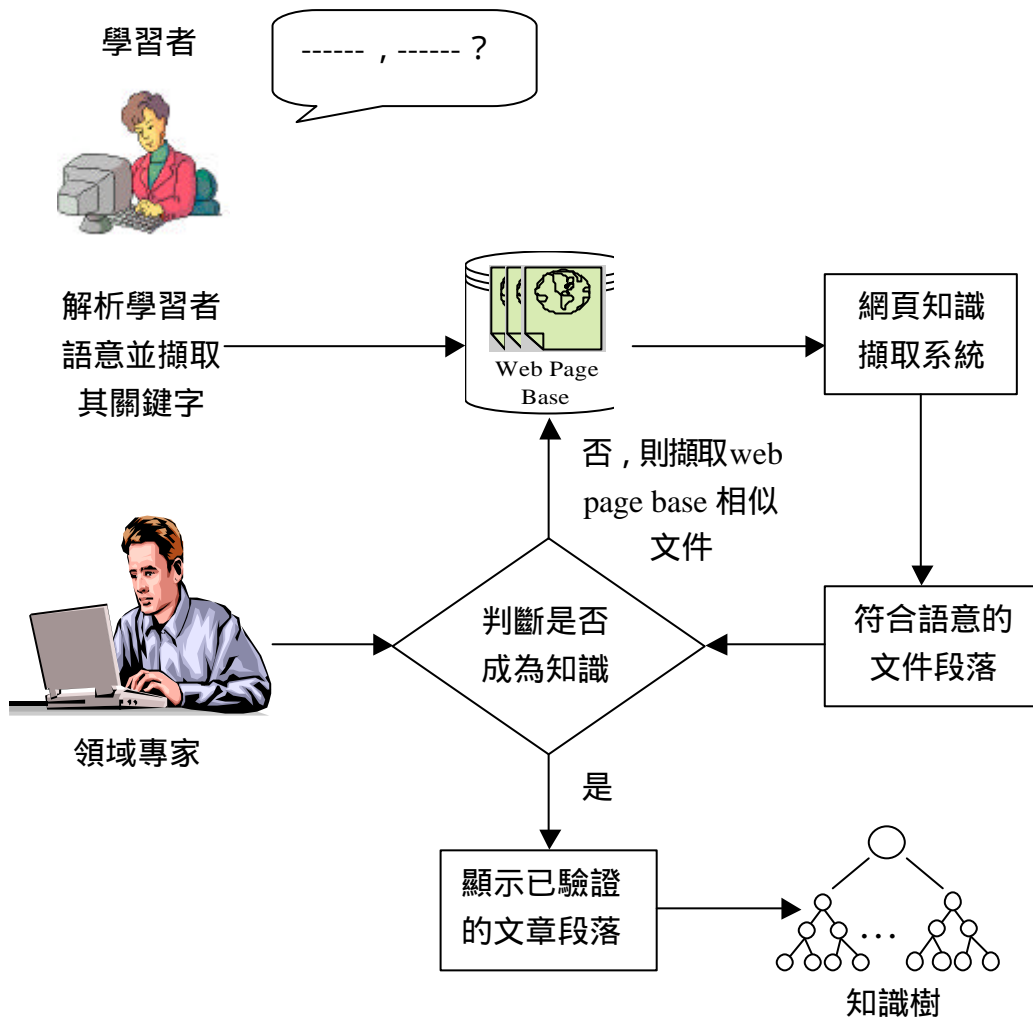 學習者
------ , ------ ?
解析學習者
語意並擷取
其關鍵字
Web Page
Base
網頁知識
擷取系統
否 , 則擷取web
page base 相似
文件
判斷是否
成為知識
符合語意的
文件段落
領域專家
是
顯示已驗證
的文章段落
...
知識樹